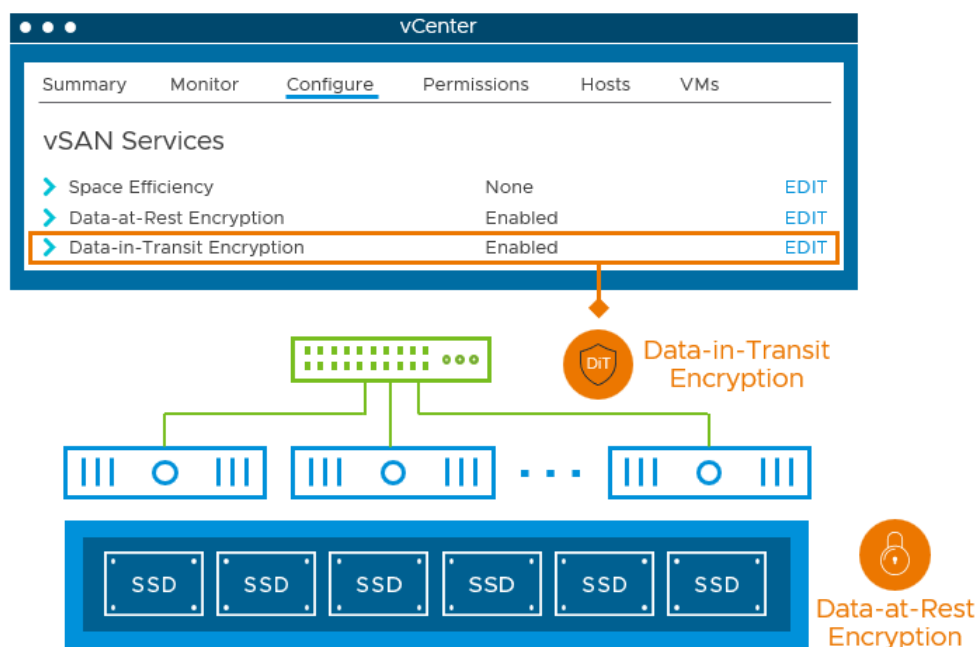 vCenter
Summary Monitor Configure Permissions Hosts VMs
vSAN Services
Space Efficiency None EDIT
Data-at-Rest Encryption Enabled EDIT
Data-in-Transit Encryption Enabled EDIT
DiT
Data-in-Transit
Encryption
SSD SSD SSD SSD SSD SSD
Data-at-Rest
Encryption